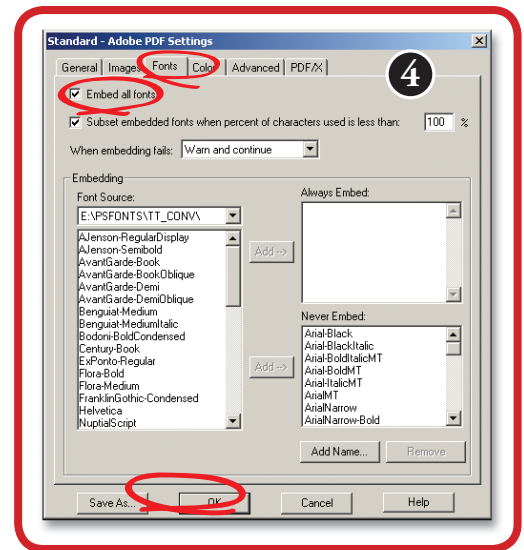 Standard - Adobe PDF Settings
General Images Fonts Color Advanced PDF/X
4
Embed all fonts
Subset embedded fonts when percent of characters used is less than: 100 %
When embedding fails: Warn and continue
Embedding
Font Source:
E:\PSFONTS\TT_CONV\
AJenson-RegularDisplay
AJenson-Semibold
AvantGarde-Book
AvantGarde-BookOblique
AvantGarde-Demi
AvantGarde-DemiOblique
Benguiat-Medium
Benguiat-MediumItalic
Bodoni-BoldCondensed
Century-Book
ExPonto-Regular
Flora-Bold
Flora-Medium
FranklinGothic-Condensed
Helvetica
NuptialScript
Add -->
Add -->
Always Embed:
Never Embed:
Arial-Black
Arial-BlackItalic
Arial-BoldItalicMT
Arial-BoldMT
Arial-ItalicMT
ArialMT
ArialNarrow
ArialNarrow-Bold
Add Name... Remove
Save As... OK Cancel Help